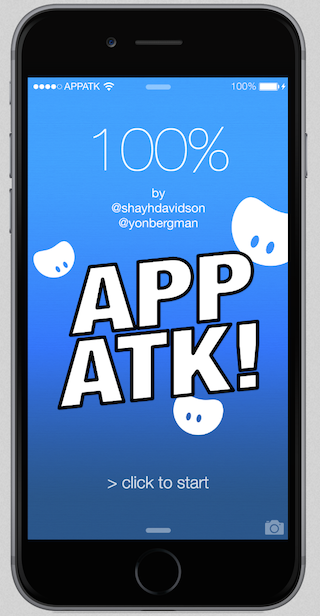 APPATK 100%
100%
by
@shayhdavidson
@yonbergman
APP
ATK!
> click to start